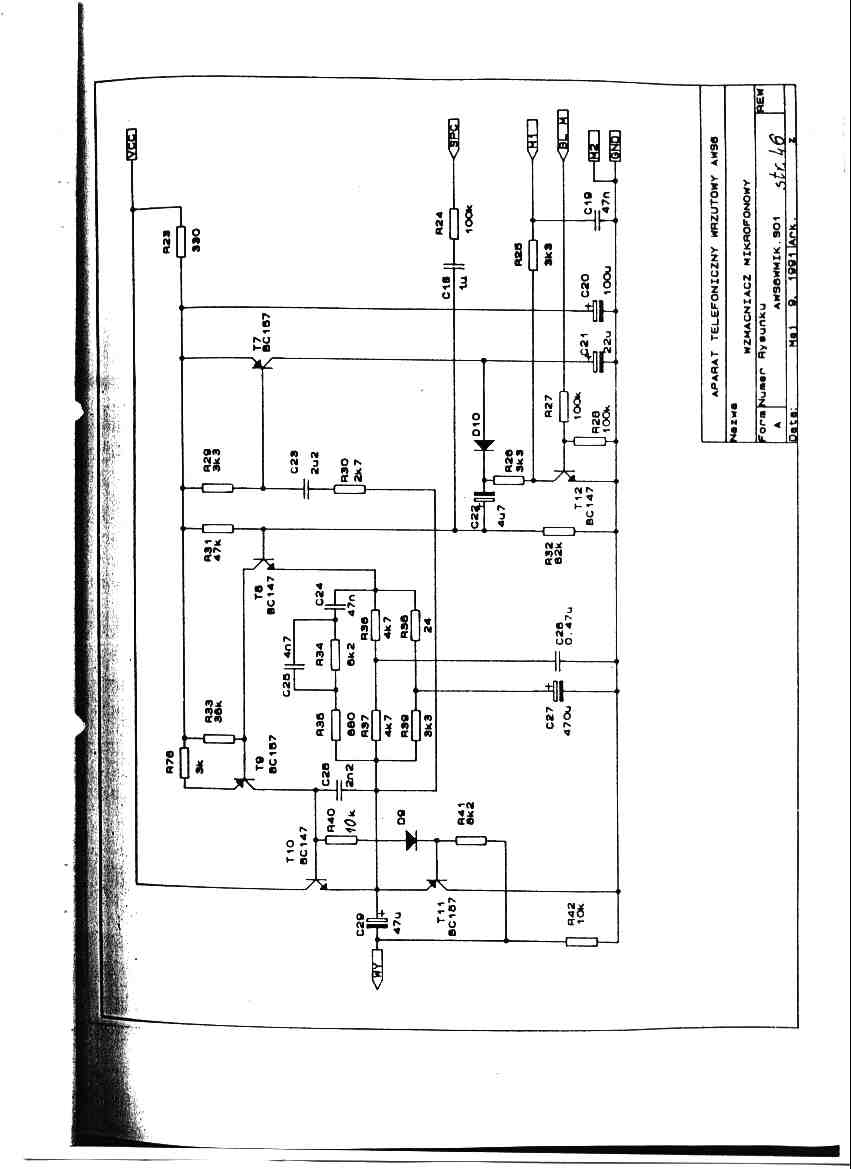 VCC
R23
330
SPC
R24
100k
C18
1u
M1
BL_M
M2
GND
R25
3k3
C19
47n
C20
100u
C21
22u
T7
BC157
R27
100k
R28
100k
D10
R26
3k3
C22
4u7
T12
BC147
R29
3k3
C23
2u2
R30
2k7
R31
47k
R32
82k
T8
BC147
C24
47n
4n7
C25
R34
6k2
R36
4k7
R38
24
C26
0.47u
C27
470u
R33
36k
R35
680
R37
4k7
R39
3k3
R76
3k
T9
BC157
C28
2n2
R40
10k
D9
R41
6k2
T10
BC147
T11
BC157
C29
47u
R42
10k
WY
APARAT TELEFONICZNY WRZUTOWY AWS6
Nazwa
WZMACNIACZ MIKROFONOWY
Form
Numer Rysunku
REW
A
AWS6WMIK.S01
str. 46
Data:
Maj 9, 1991
Ark.
z